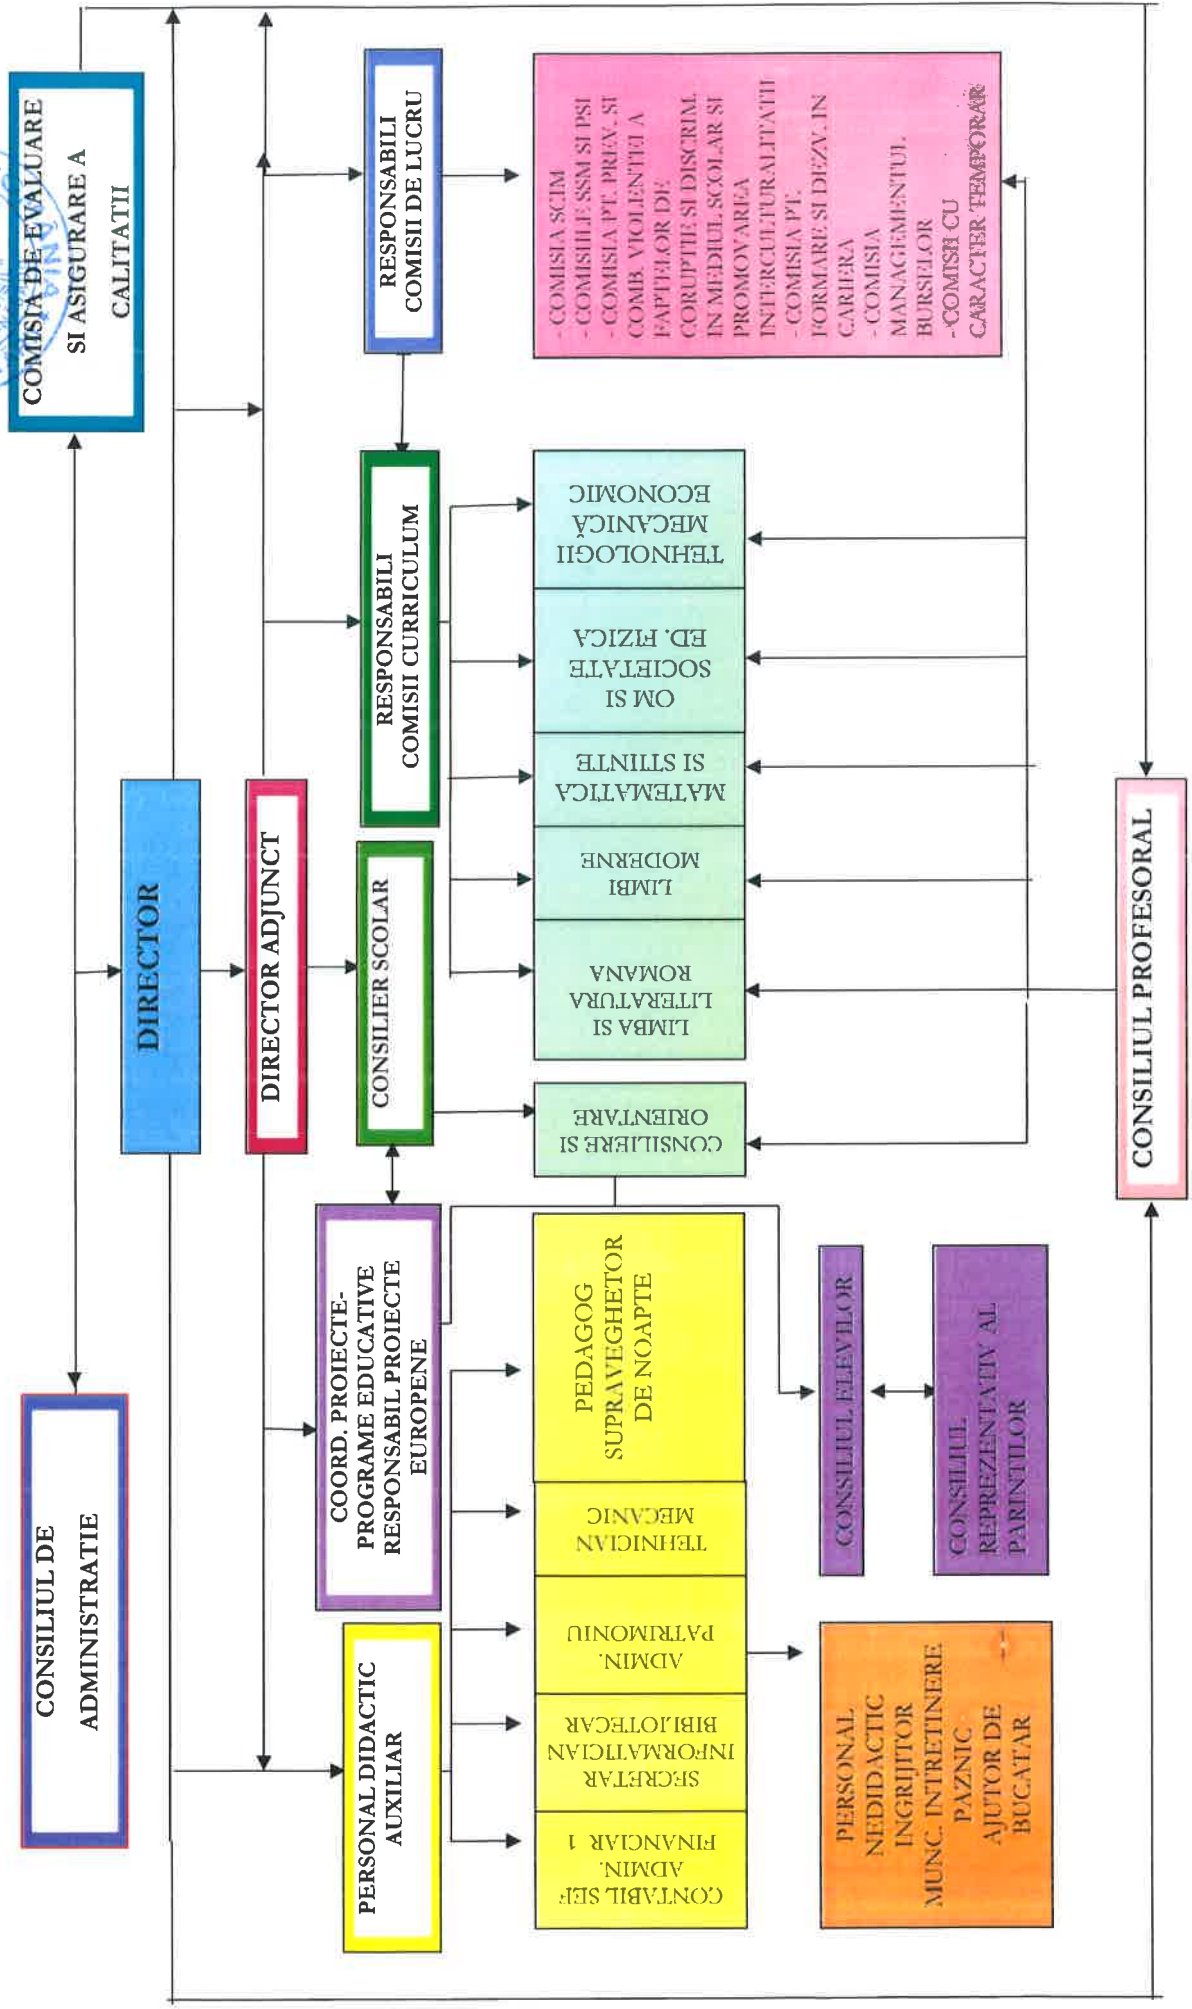 CONSILIUL DE
ADMINISTRATIE
COMISIA DE EVALUARE
SI ASIGURARE A
CALITATII
DIRECTOR
DIRECTOR ADJUNCT
PERSONAL DIDACTIC
AUXILIAR
COORD. PROIECTE-
PROGRAME EDUCATIVE
RESPONSABIL PROIECTE
EUROPENE
CONSILIER SCOLAR
RESPONSABILI
COMISII CURRICULUM
RESPONSABILI
COMISII DE LUCRU
CONTABIL SEF
ADMIN.
FINANCIAR 1
SECRETAR
INFORMATICIAN
BIBLIOTECAR
ADMIN.
PATRIMONIU
TEHNICIAN
MECANIC
PEDAGOG
SUPRAVEGHETOR
DE NOAPTE
CONSILIERE SI
ORIENTARE
LIMBA SI
LITERATURA
ROMANA
LIMBI
MODERNE
MATEMATICA
SI STIINTE
OM SI
SOCIETATE
ED. FIZICA
TEHNOLOGII
MECANICĂ
ECONOMIC
- COMISIA SCIM
- COMISIILE SSM SI PSI
- COMISIA PT. PREV. SI
COMB. VIOLENTEI A
FAPTELOR DE
CORUPTIE SI DISCRIM.
IN MEDIUL SCOLAR SI
PROMOVAREA
INTERCULTURALITATII
- COMISIA PT.
FORMARE SI DEZV. IN
CARIERA
- COMISIA
MANAGEMENTUL
BURSELOR
- COMISII CU
CARACTER TEMPORAR
PERSONAL
NEDIDACTIC
INGRIJITOR
MUNC. INTRETINERE
PAZNIC
AJUTOR DE
BUCATAR
CONSILIUL ELEVILOR
CONSILIUL
REPREZENTATIV AL
PARINTILOR
CONSILIUL PROFESORAL